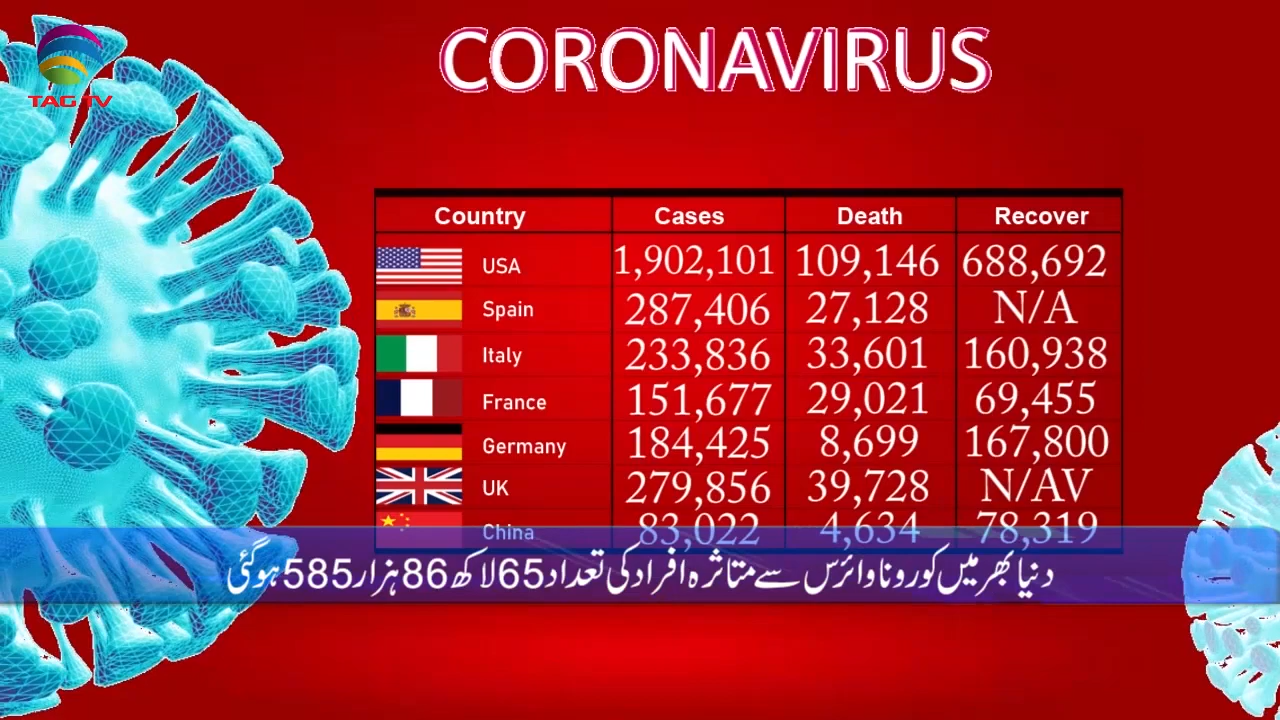 TAG TV
CORONAVIRUS
Country Cases Death Recover
USA 1,902,101 109,146 688,692
Spain 287,406 27,128 N/A
Italy 233,836 33,601 160,938
France 151,677 29,021 69,455
Germany 184,425 8,699 167,800
UK 279,856 39,728 N/AV
China 83,022 4,634 78,319
دنیا بھر میں کورونا وائرس سے متاثرہ افراد کی تعداد 65 لاکھ 86 ہزار 585 ہو گئی